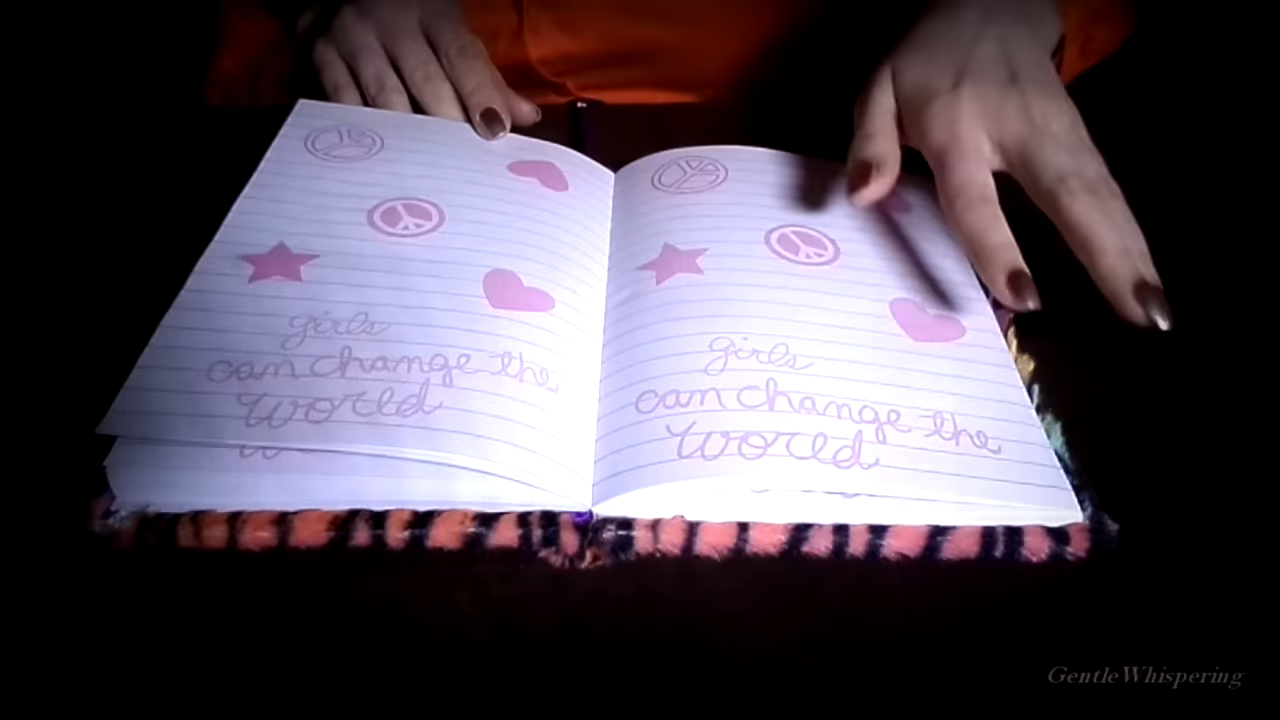 girls
can change the
world
girls
can change the
world
GentleWhispering